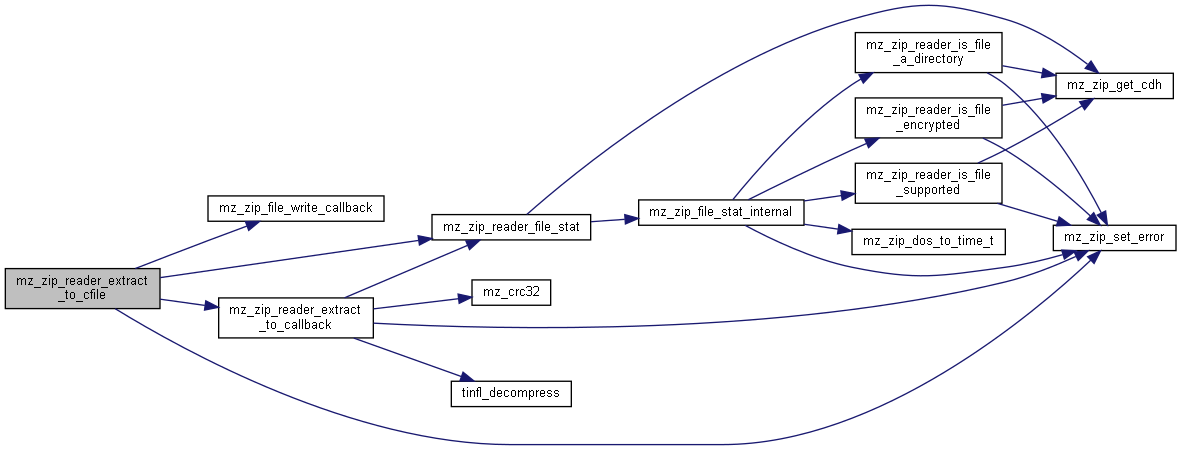 mz_zip_reader_extract
_to_cfile
mz_zip_file_write_callback
mz_zip_reader_extract
_to_callback
mz_zip_reader_file_stat
mz_crc32
tinfl_decompress
mz_zip_file_stat_internal
mz_zip_reader_is_file
_a_directory
mz_zip_reader_is_file
_encrypted
mz_zip_reader_is_file
_supported
mz_zip_dos_to_time_t
mz_zip_get_cdh
mz_zip_set_error